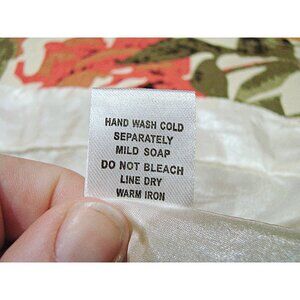 HAND WASH COLD
SEPARATELY
MILD SOAP
DO NOT BLEACH
LINE DRY
WARM IRON